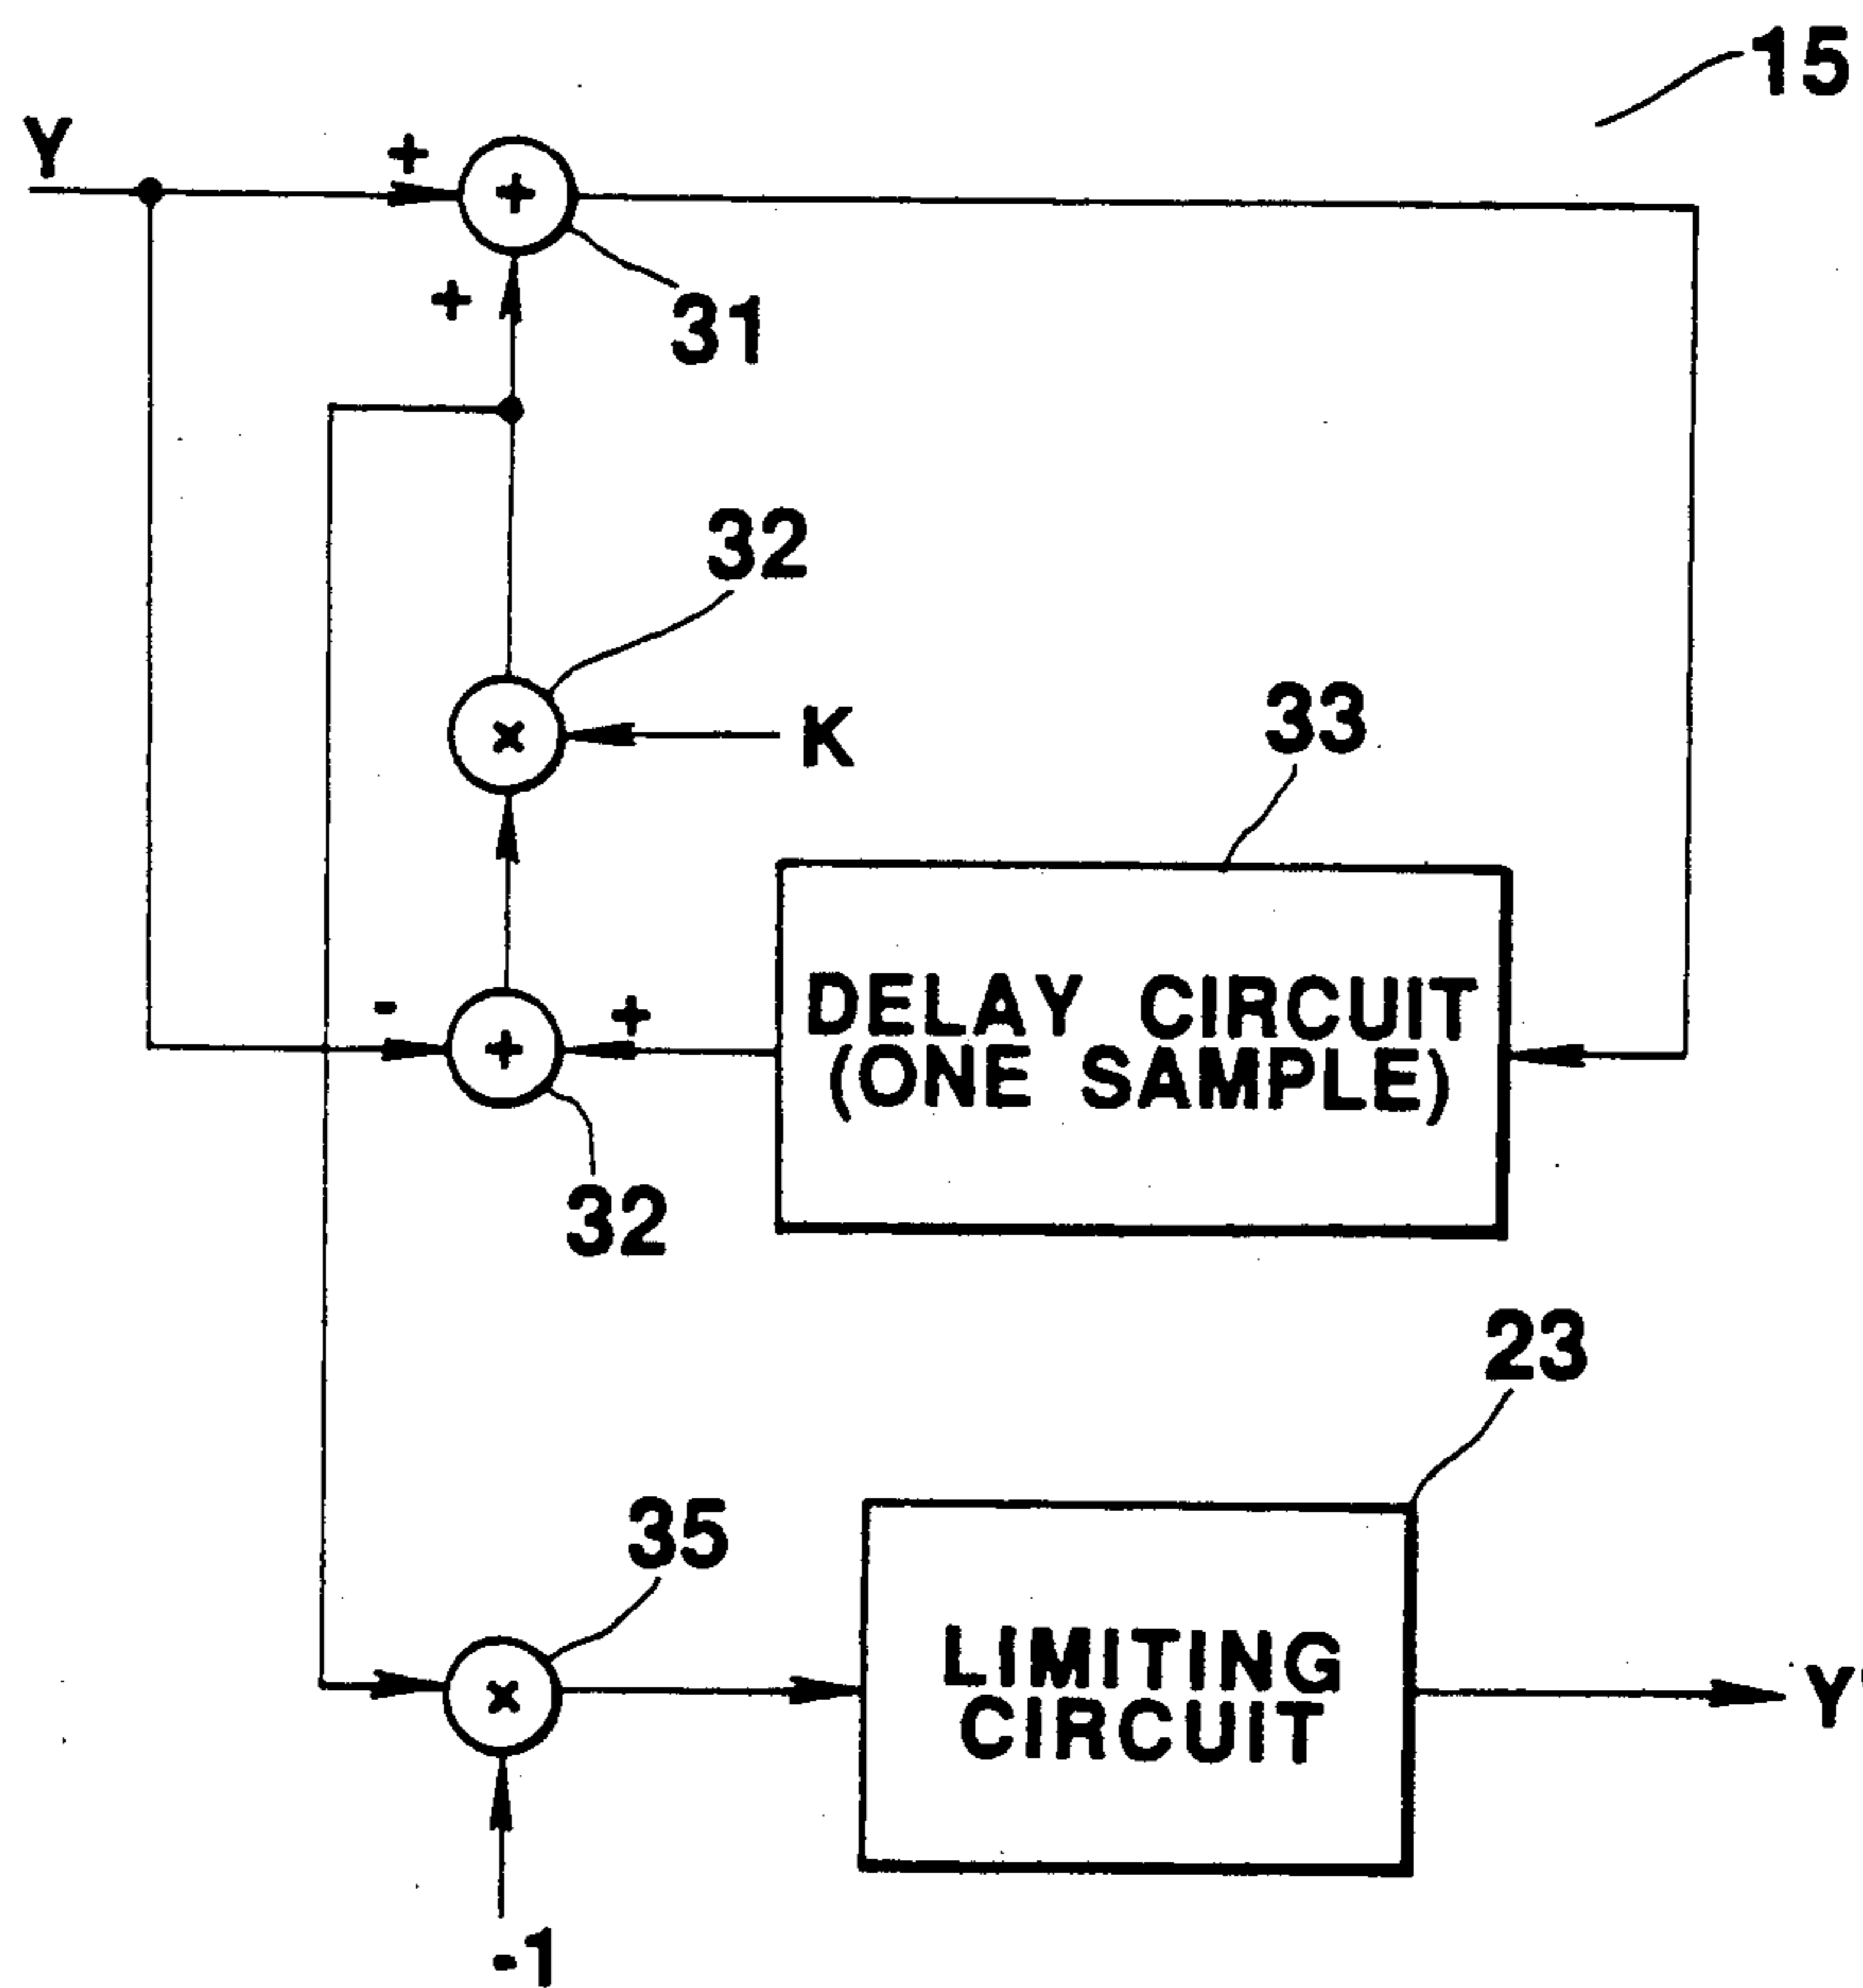 15
Y
+
+
+
31
32
K
×
33
-
+
+
DELAY CIRCUIT
(ONE SAMPLE)
32
23
35
LIMITING
CIRCUIT
×
Y'
-1